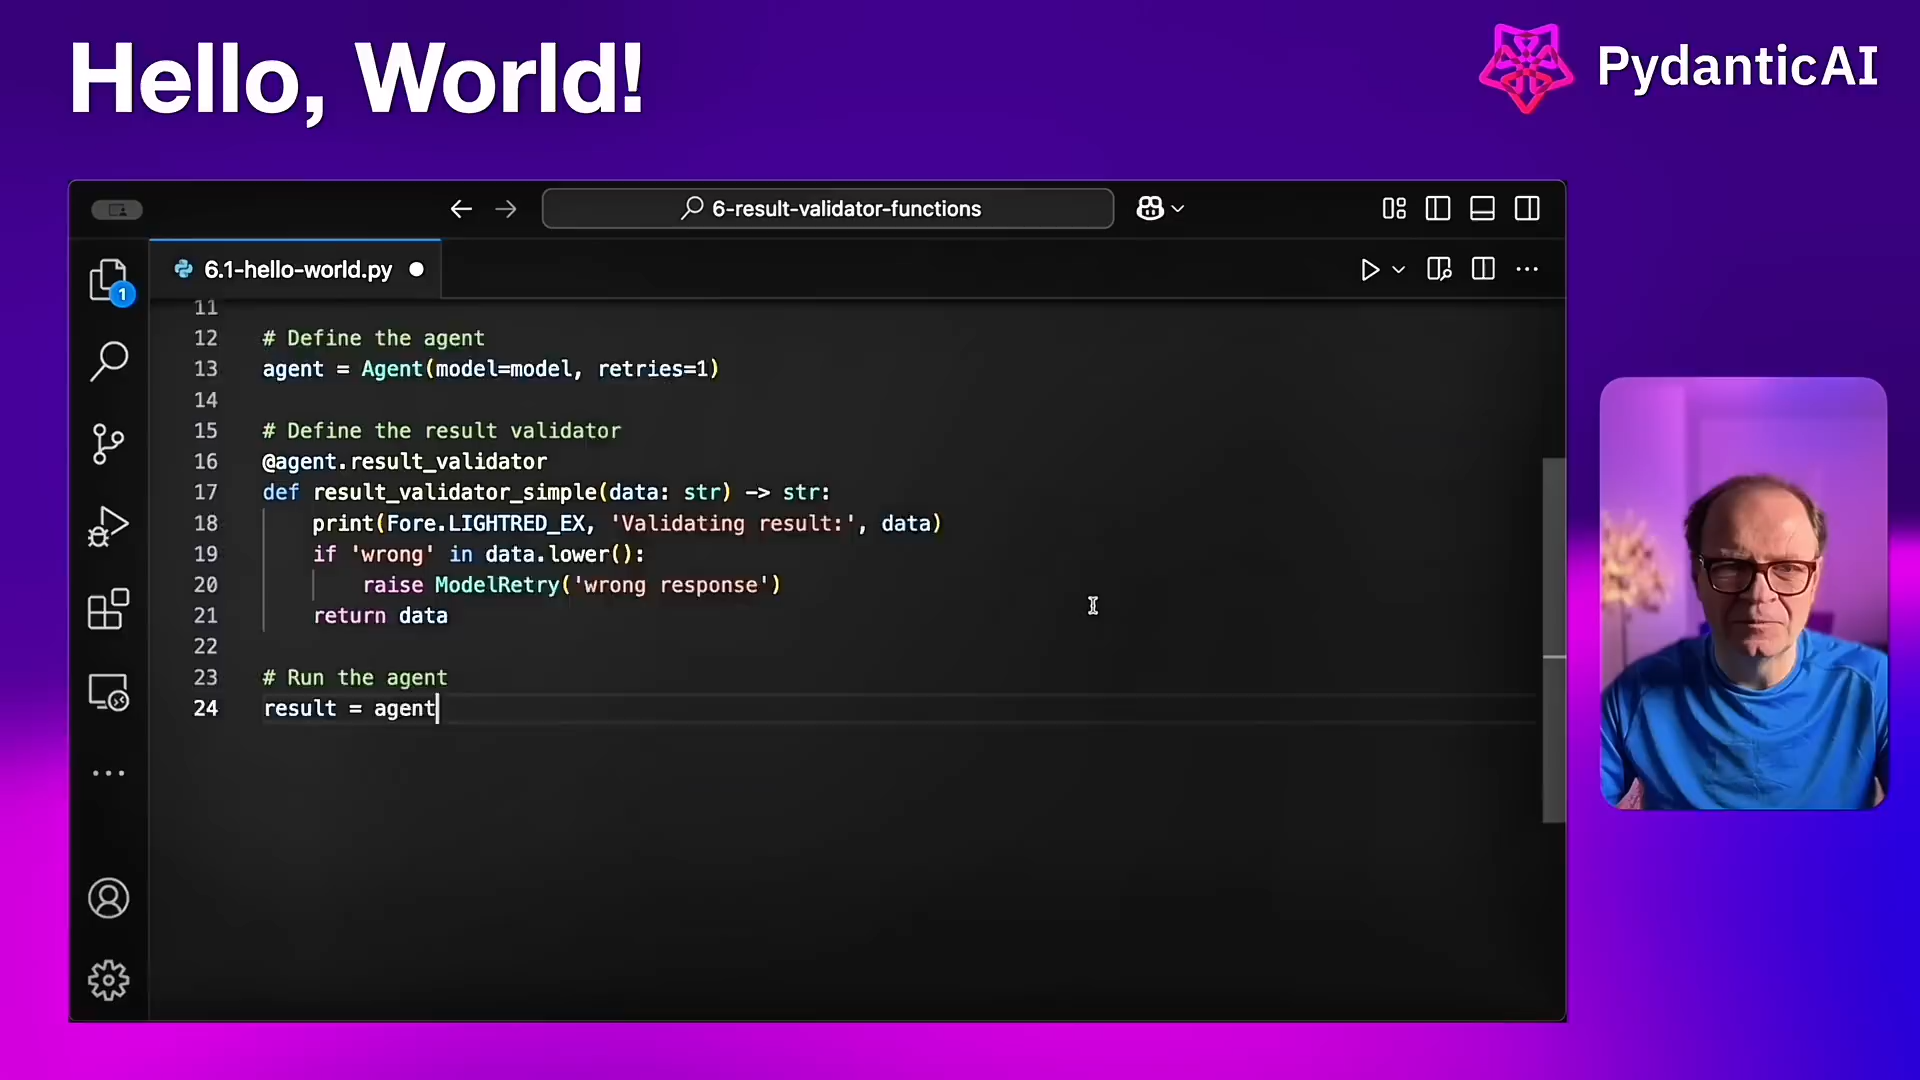 Hello, World!
PydanticAI
6-result-validator-functions
6.1-hello-world.py
1
11
12 # Define the agent
13 agent = Agent(model=model, retries=1)
14
15 # Define the result validator
16 @agent.result_validator
17 def result_validator_simple(data: str) -> str:
18 print(Fore.LIGHTRED_EX, 'Validating result:', data)
19 if 'wrong' in data.lower():
20 raise ModelRetry('wrong response')
21 return data
22
23 # Run the agent
24 result = agent